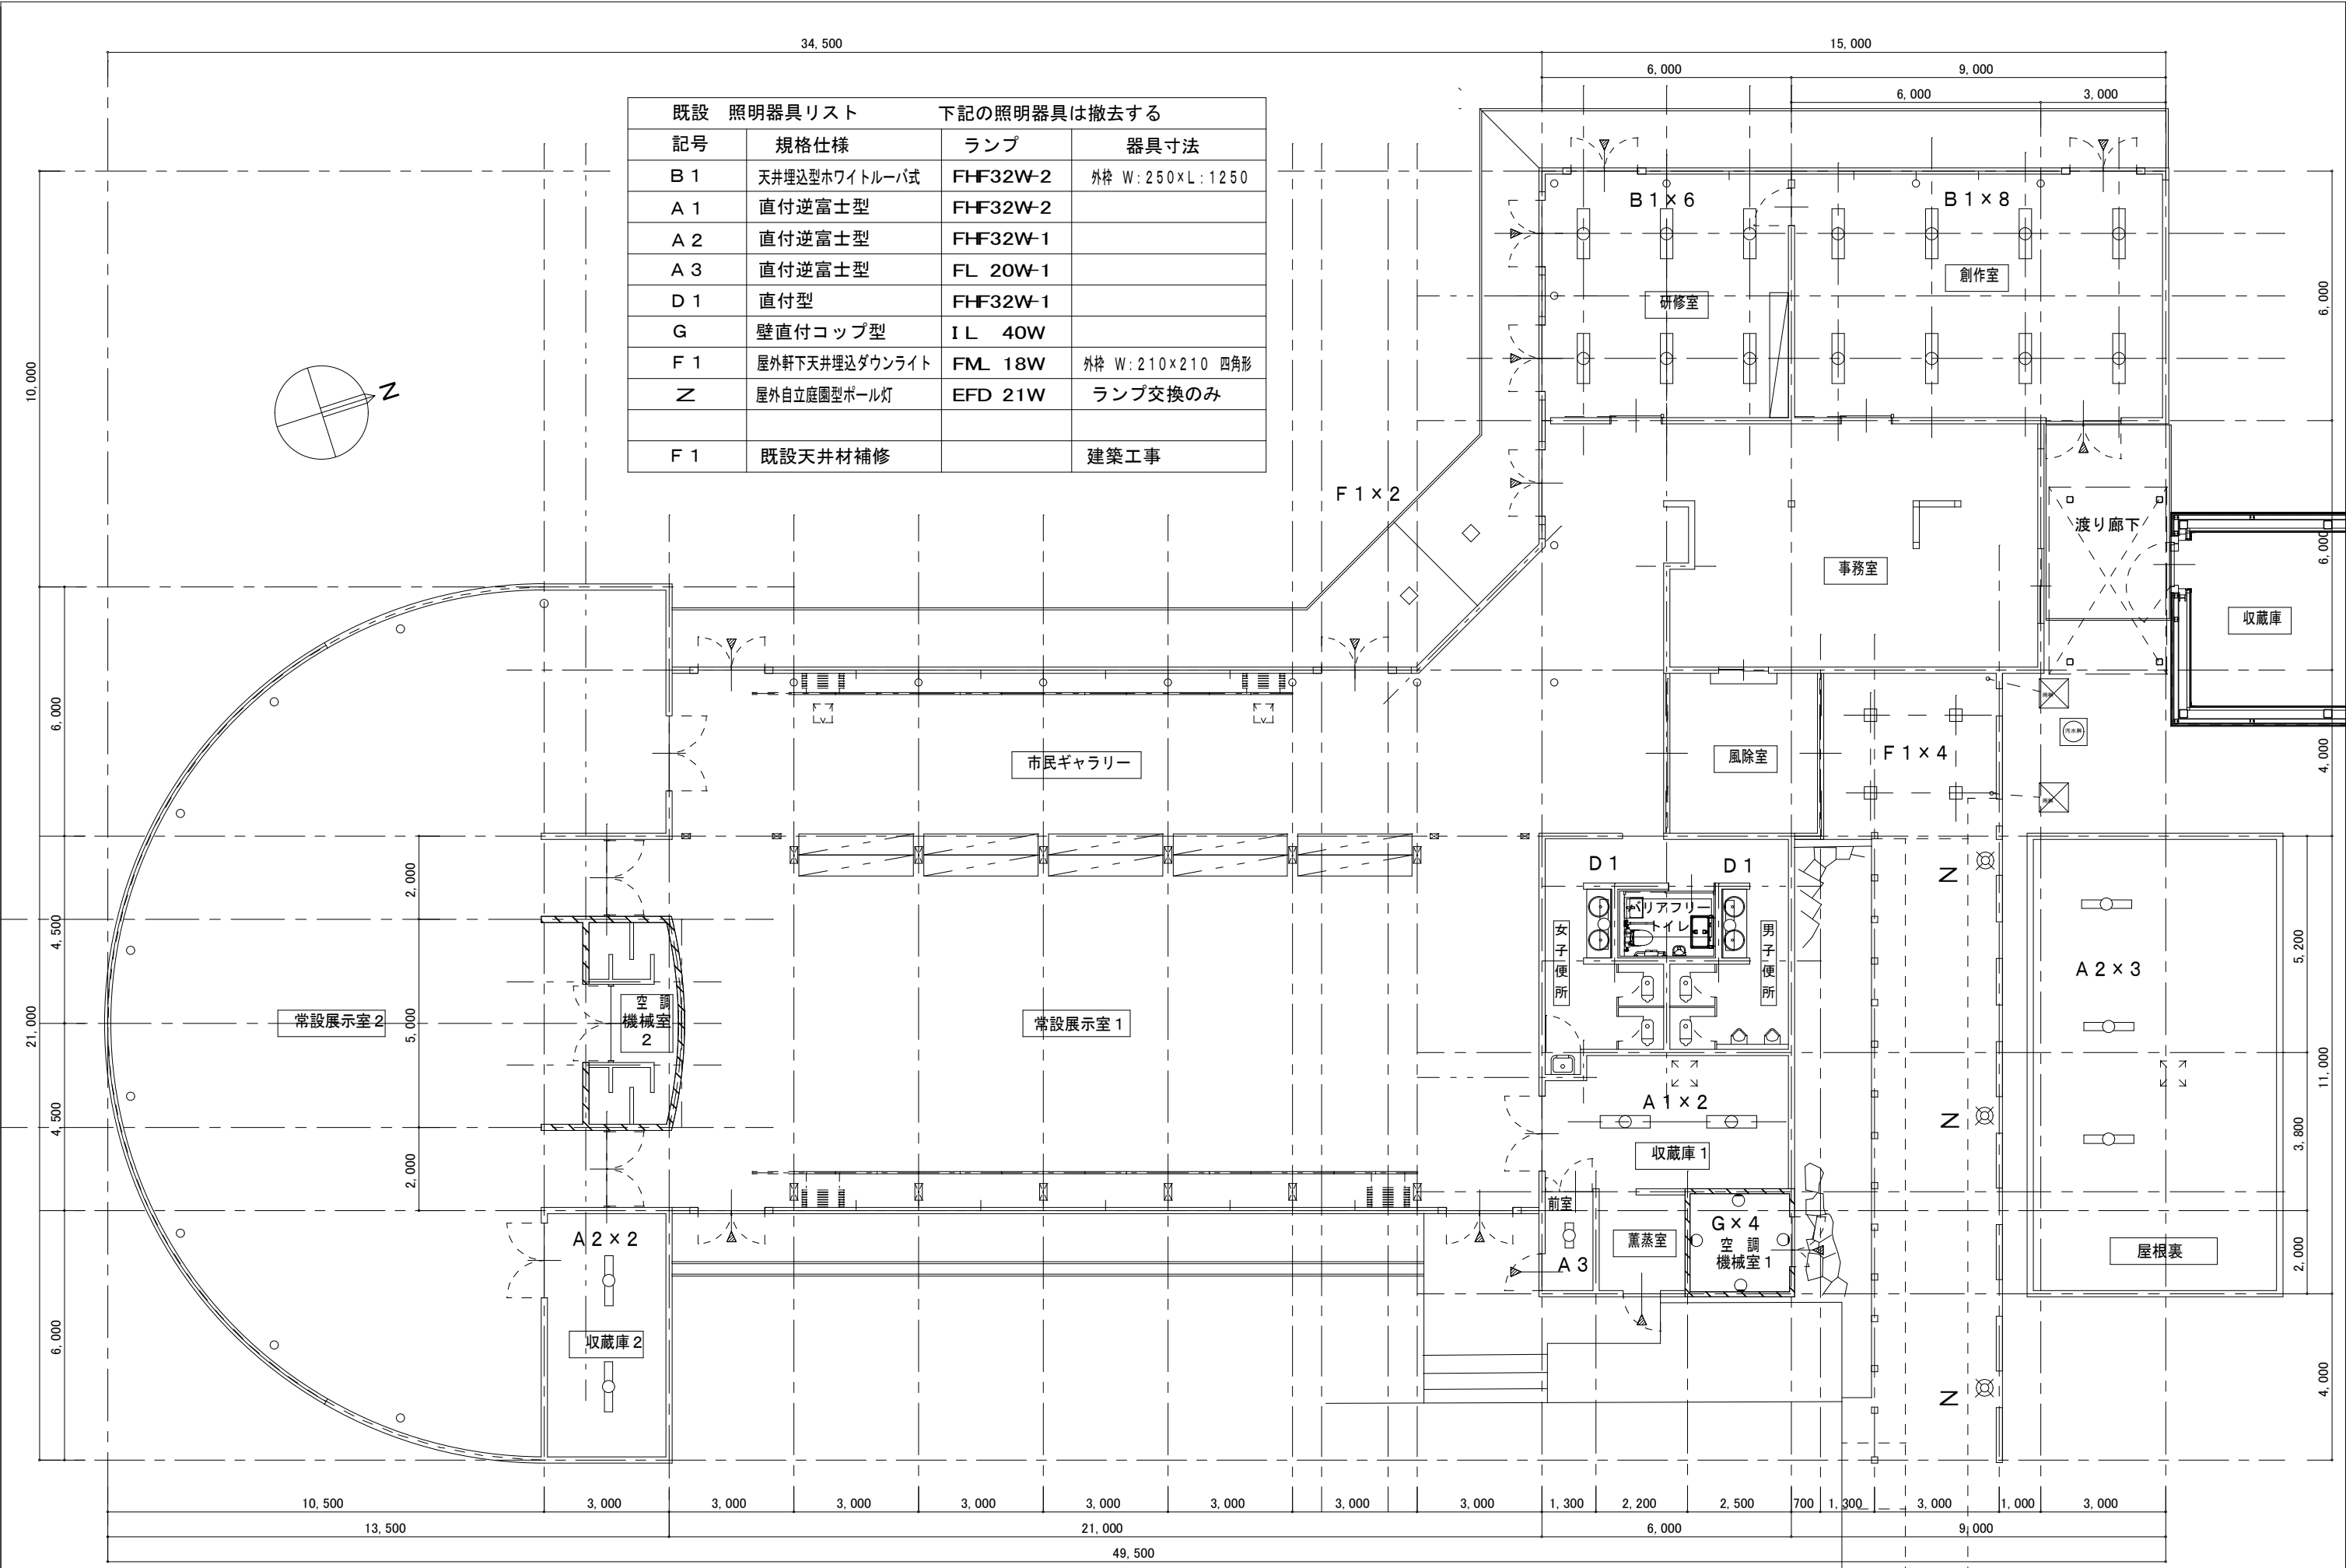 34,500
15,000
6,000
9,000
6,000
3,000
既設 照明器具リスト 下記の照明器具は撤去する
記号 規格仕様 ランプ 器具寸法
B1 天井埋込型ホワイトルーバ式 FHF32W-2 外枠 W:250×L:1250
A1 直付逆富士型 FHF32W-2
A2 直付逆富士型 FHF32W-1
A3 直付逆富士型 FL 20W-1
D1 直付型 FHF32W-1
G 壁直付コップ型 IL 40W
F1 屋外軒下天井埋込ダウンライト FML 18W 外枠 W:210×210 四角形
Z 屋外自立庭園型ポール灯 EFD 21W ランプ交換のみ
F1 既設天井材補修 建築工事
N
10,000
B1×6
B1×8
研修室
創作室
6,000
F1×2
事務室
渡り廊下
6,000
収蔵庫
6,000
市民ギャラリー
風除室
F1×4
雨桝
汚水桝
雨桝
4,000
2,000
4,500
D1
D1
バリアフリー
トイレ
女子便所
男子便所
N
A2×3
5,200
21,000
常設展示室2
5,000
空調
機械室
2
常設展示室1
4,500
2,000
A1×2
収蔵庫1
N
11,000
3,800
前室
A2×2
薫蒸室
G×4
空調
機械室1
A3
屋根裏
2,000
収蔵庫2
6,000
N
4,000
10,500
3,000
3,000
3,000
3,000
3,000
3,000
3,000
3,000
1,300
2,200
2,500
700
1,300
3,000
1,000
3,000
13,500
21,000
6,000
9,000
49,500